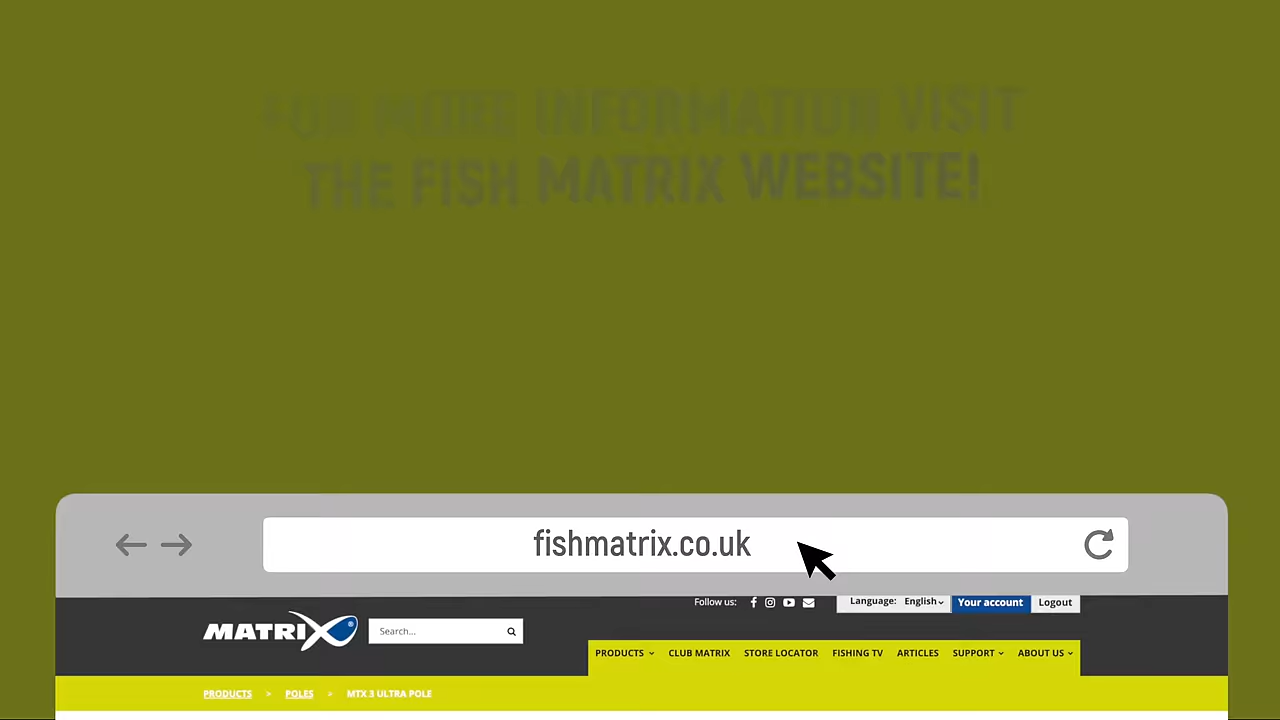 FOR MORE INFORMATION VISIT
THE FISH MATRIX WEBSITE!
fishmatrix.co.uk
Follow us:
Language: English
Your account
Logout
MATRIX®
Search...
PRODUCTS
CLUB MATRIX
STORE LOCATOR
FISHING TV
ARTICLES
SUPPORT
ABOUT US
PRODUCTS > POLES > MTX 3 ULTRA POLE